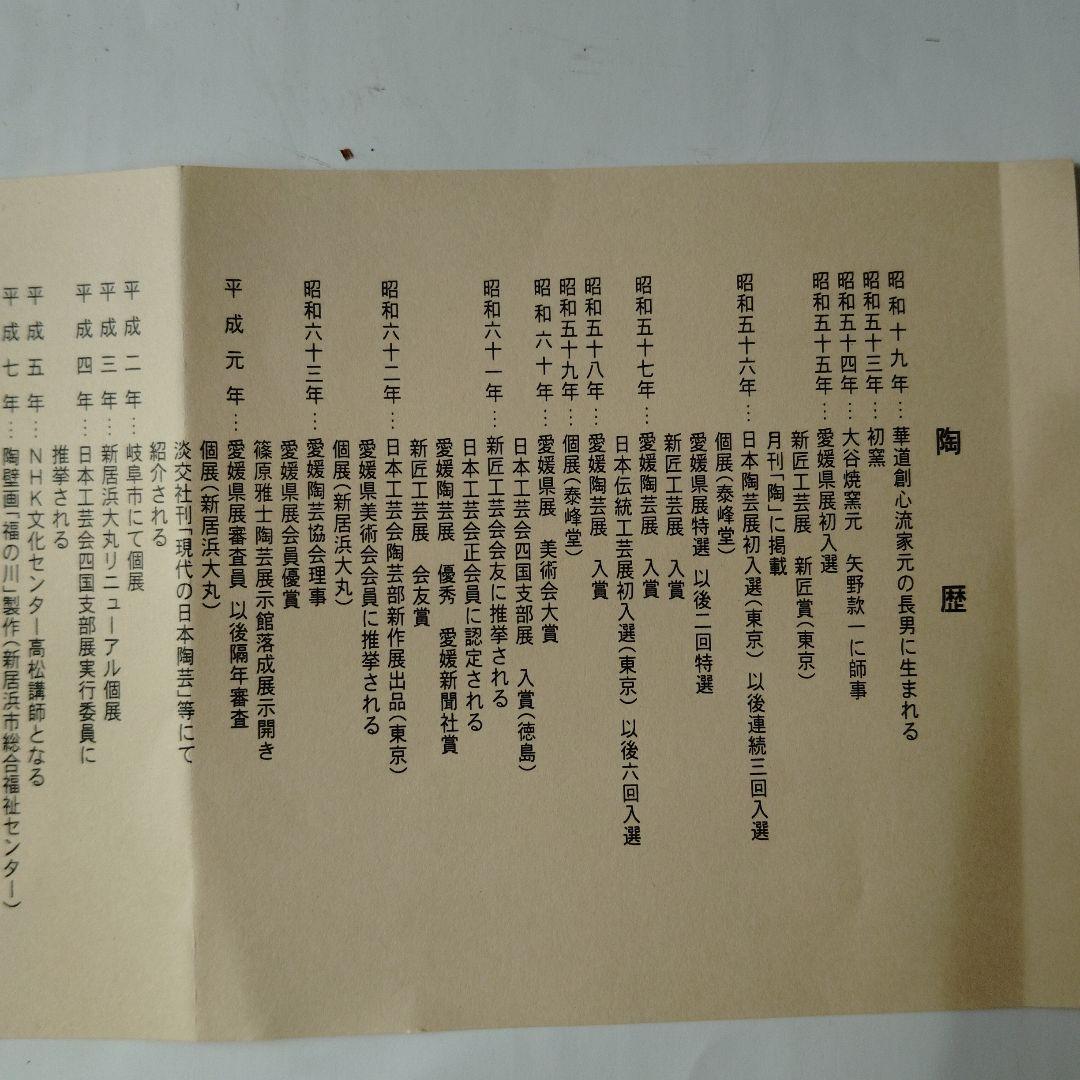 陶歴
昭和十九年…華道創心流家元の長男に生まれる
昭和五十三年…初窯
昭和五十四年…大谷焼窯元 矢野款一に師事
昭和五十五年…愛媛県展初入選
新匠工芸展 新匠賞(東京)
月刊「陶」に掲載
昭和五十六年…日本陶芸展初入選(東京)以後連続三回入選
個展(泰峰堂)
愛媛県展特選 以後二回特選
新匠工芸展 入賞
昭和五十七年…愛媛陶芸展 入賞
日本伝統工芸展初入選(東京)以後六回入選
昭和五十八年…愛媛陶芸展 入賞
昭和五十九年…個展(泰峰堂)
昭和六十年…愛媛県展 美術会大賞
日本工芸会四国支部展 入賞(徳島)
昭和六十一年…新匠工芸会会友に推挙される
日本工芸会正会員に認定される
愛媛陶芸展 優秀 愛媛新聞社賞
新匠工芸展 会友賞
昭和六十二年…日本工芸会陶芸部新作展出品(東京)
愛媛県美術会会員に推挙される
個展(新居浜大丸)
昭和六十三年…愛媛陶芸協会理事
愛媛県展会員優賞
篠原雅士陶芸展示館落成展示開き
平成元年…愛媛県展審査員 以後隔年審査
個展(新居浜大丸)
淡交社刊「現代の日本陶芸」等にて
紹介される
平成二年…岐阜市にて個展
平成三年…新居浜大丸リニューアル個展
平成四年…日本工芸会四国支部展実行委員に
推挙される
平成五年…NHK文化センター高松講師となる
平成七年…陶壁画「福の川」製作(新居浜市総合福祉センター)